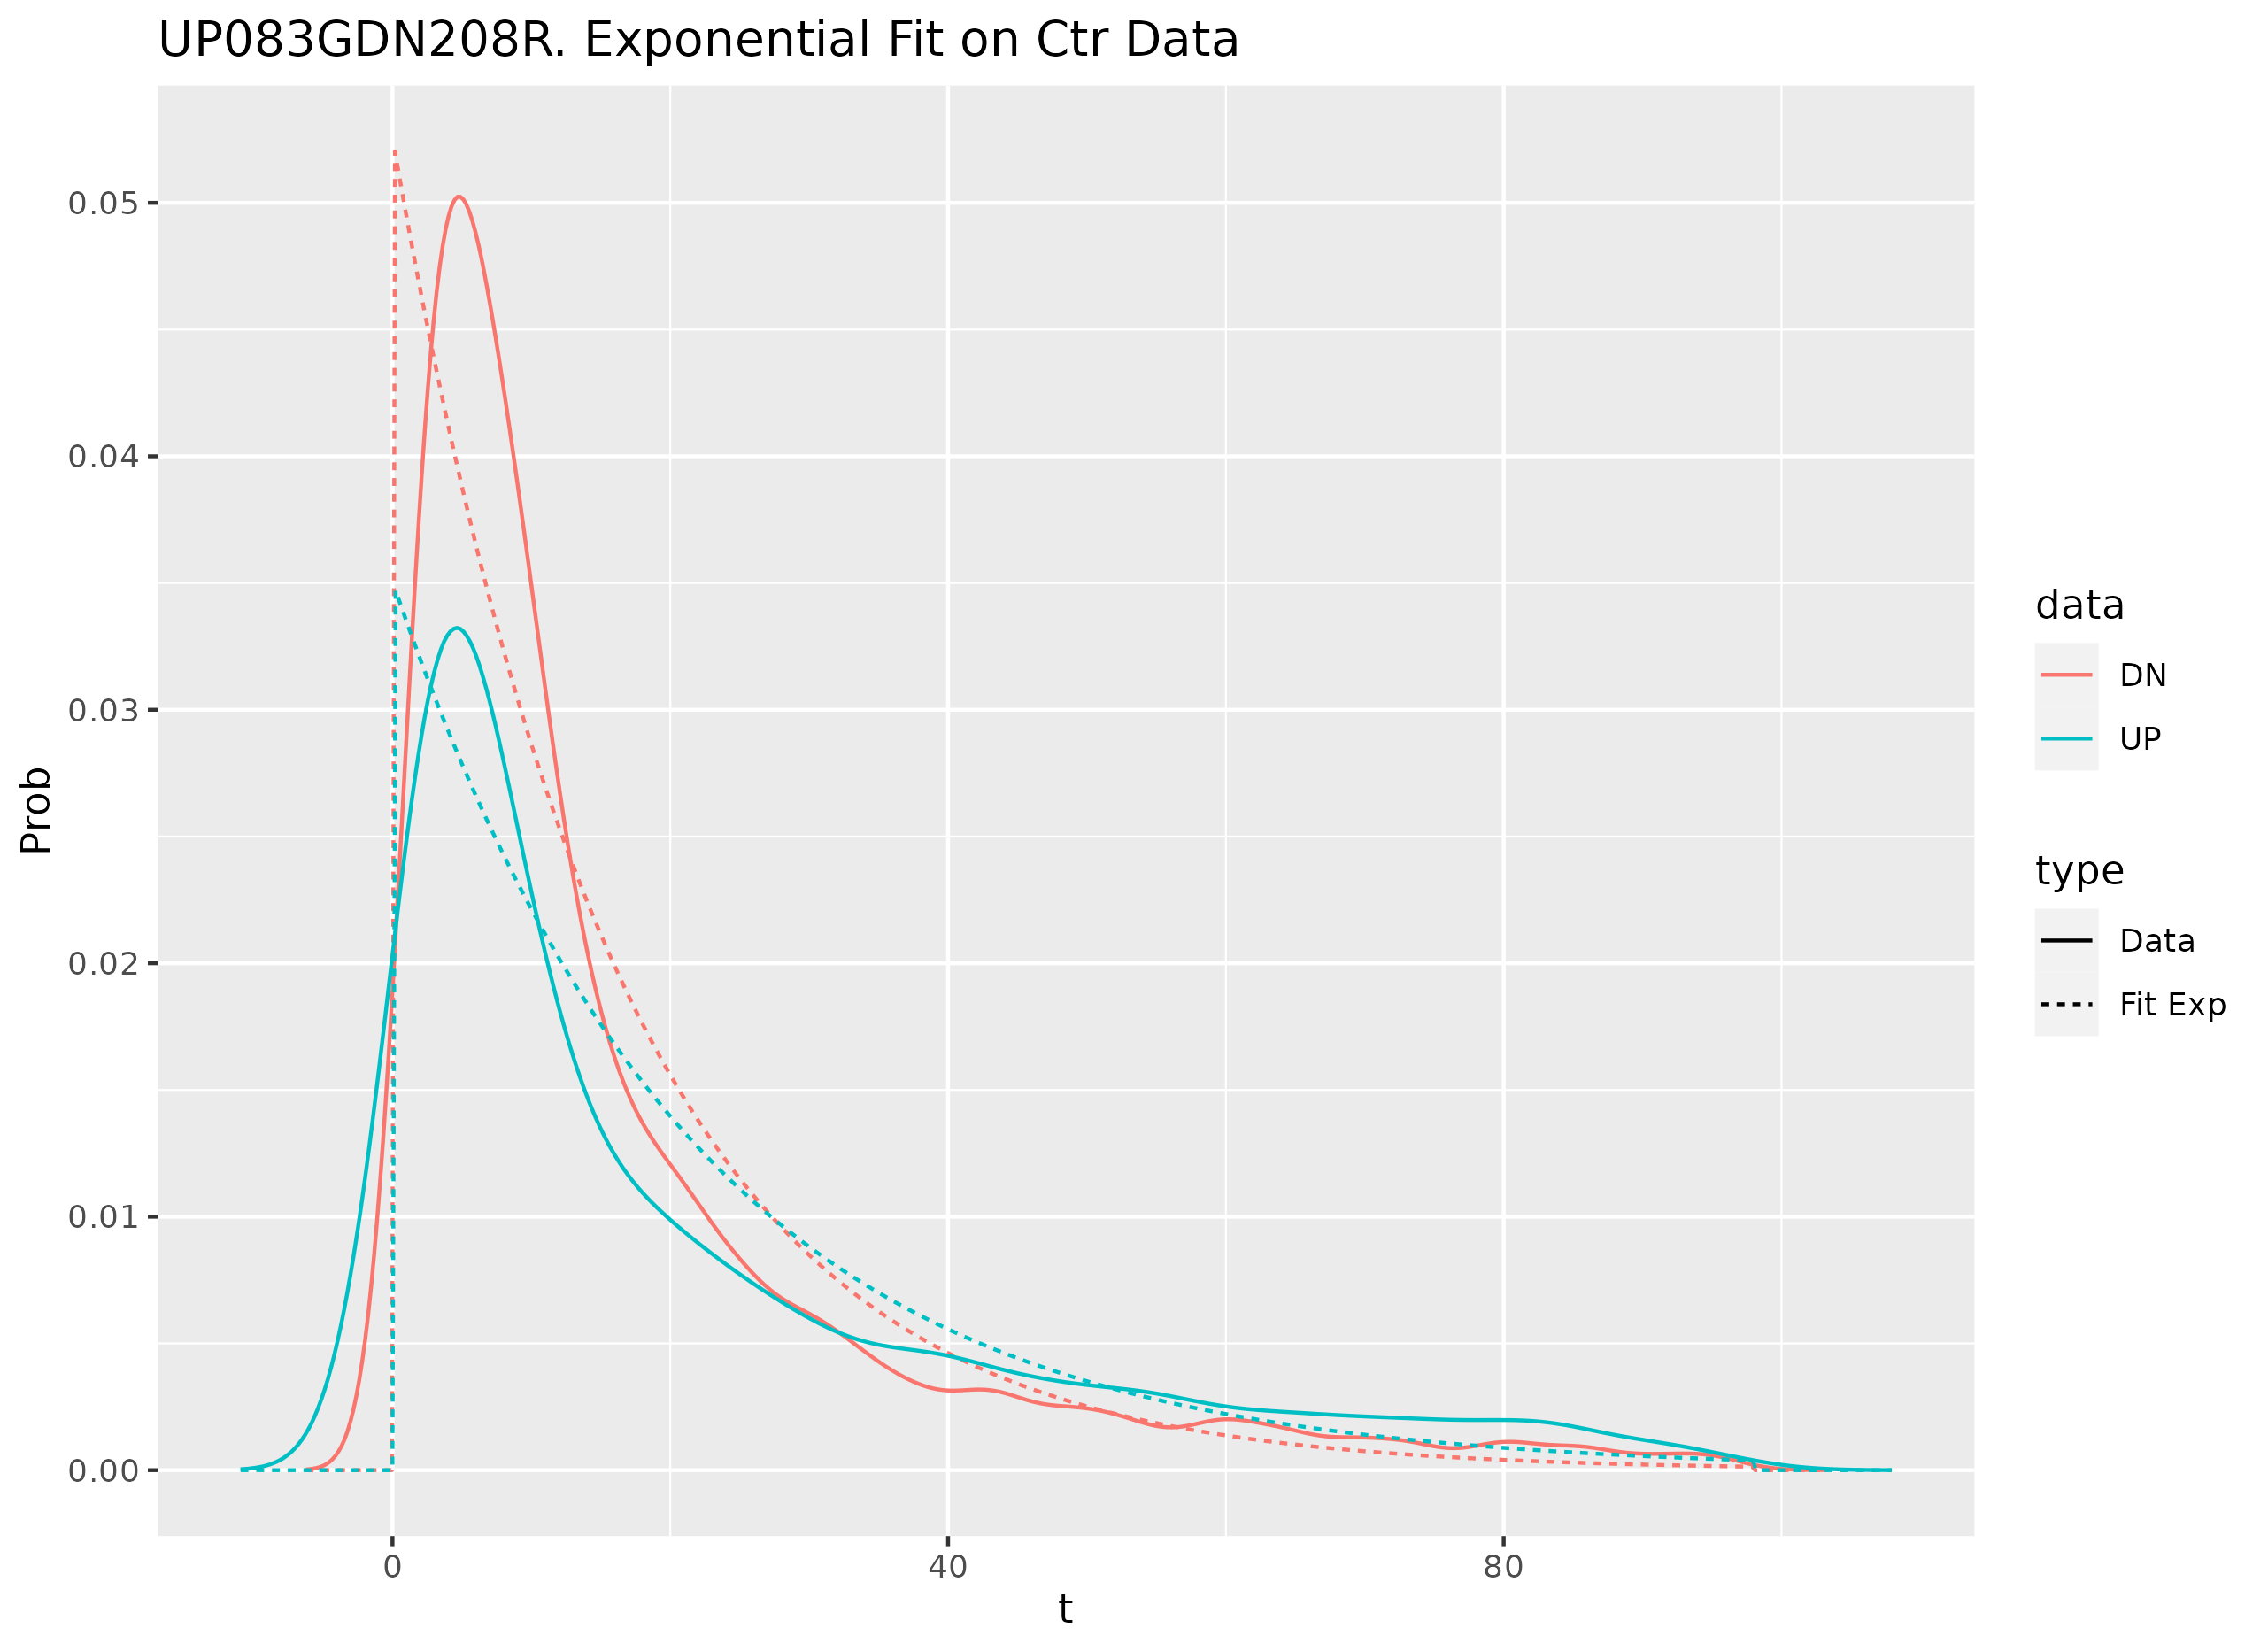 UP083GDN208R. Exponential Fit on Ctr Data
0.05
0.04
0.03
0.02
0.01
0.00
Prob
0
40
80
t
data
DN
UP
type
Data
Fit Exp